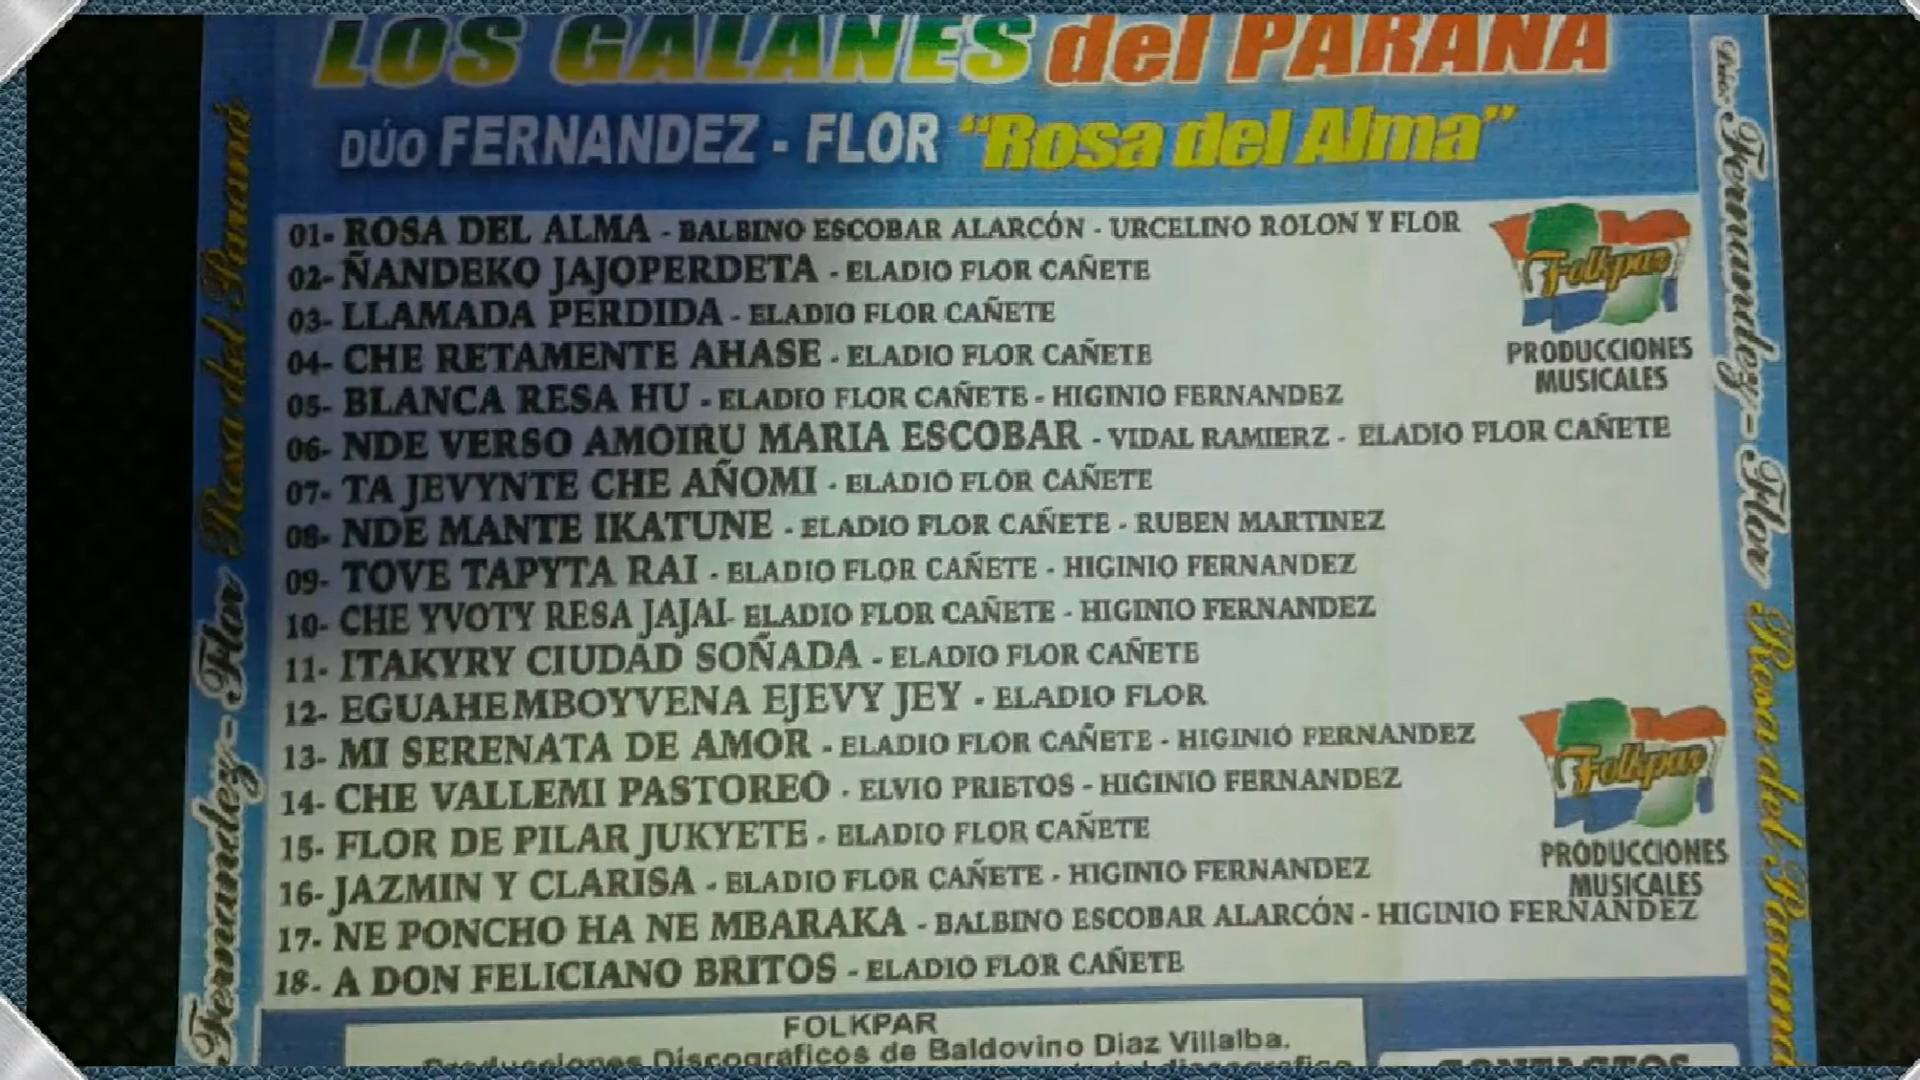 LOS GALANES del PARANA
DÚO FERNANDEZ - FLOR "Rosa del Alma"
01- ROSA DEL ALMA - BALBINO ESCOBAR ALARCÓN - URCELINO ROLON Y FLOR
02- ÑANDEKO JAJOPERDETA - ELADIO FLOR CAÑETE
03- LLAMADA PERDIDA - ELADIO FLOR CAÑETE
04- CHE RETAMENTE AHASE - ELADIO FLOR CAÑETE
05- BLANCA RESA HU - ELADIO FLOR CAÑETE - HIGINIO FERNANDEZ
06- NDE VERSO AMOIRU MARIA ESCOBAR - VIDAL RAMIERZ - ELADIO FLOR CAÑETE
07- TA JEVYNTE CHE AÑOMI - ELADIO FLOR CAÑETE
08- NDE MANTE IKATUNE - ELADIO FLOR CAÑETE - RUBEN MARTINEZ
09- TOVE TAPYTA RAI - ELADIO FLOR CAÑETE - HIGINIO FERNANDEZ
10- CHE YVOTY RESA JAJAI- ELADIO FLOR CAÑETE - HIGINIO FERNANDEZ
11- ITAKYRY CIUDAD SOÑADA - ELADIO FLOR CAÑETE
12- EGUAHEMBOYVENA EJEVY JEY - ELADIO FLOR
13- MI SERENATA DE AMOR - ELADIO FLOR CAÑETE - HIGINIO FERNANDEZ
14- CHE VALLEMI PASTOREO - ELVIO PRIETOS - HIGINIO FERNANDEZ
15- FLOR DE PILAR JUKYETE - ELADIO FLOR CAÑETE
16- JAZMIN Y CLARISA - ELADIO FLOR CAÑETE - HIGINIO FERNANDEZ
17- NE PONCHO HA NE MBARAKA - BALBINO ESCOBAR ALARCÓN - HIGINIO FERNANDEZ
18- A DON FELICIANO BRITOS - ELADIO FLOR CAÑETE
Folkpar
PRODUCCIONES
MUSICALES
Folkpar
PRODUCCIONES
MUSICALES
Fernandez - Flor Rosa del Paraná
Dúo: Fernandez - Flor Rosa del Paraná
FOLKPAR
Producciones Discográficos de Baldovino Diaz Villalba.
CONTACTOS